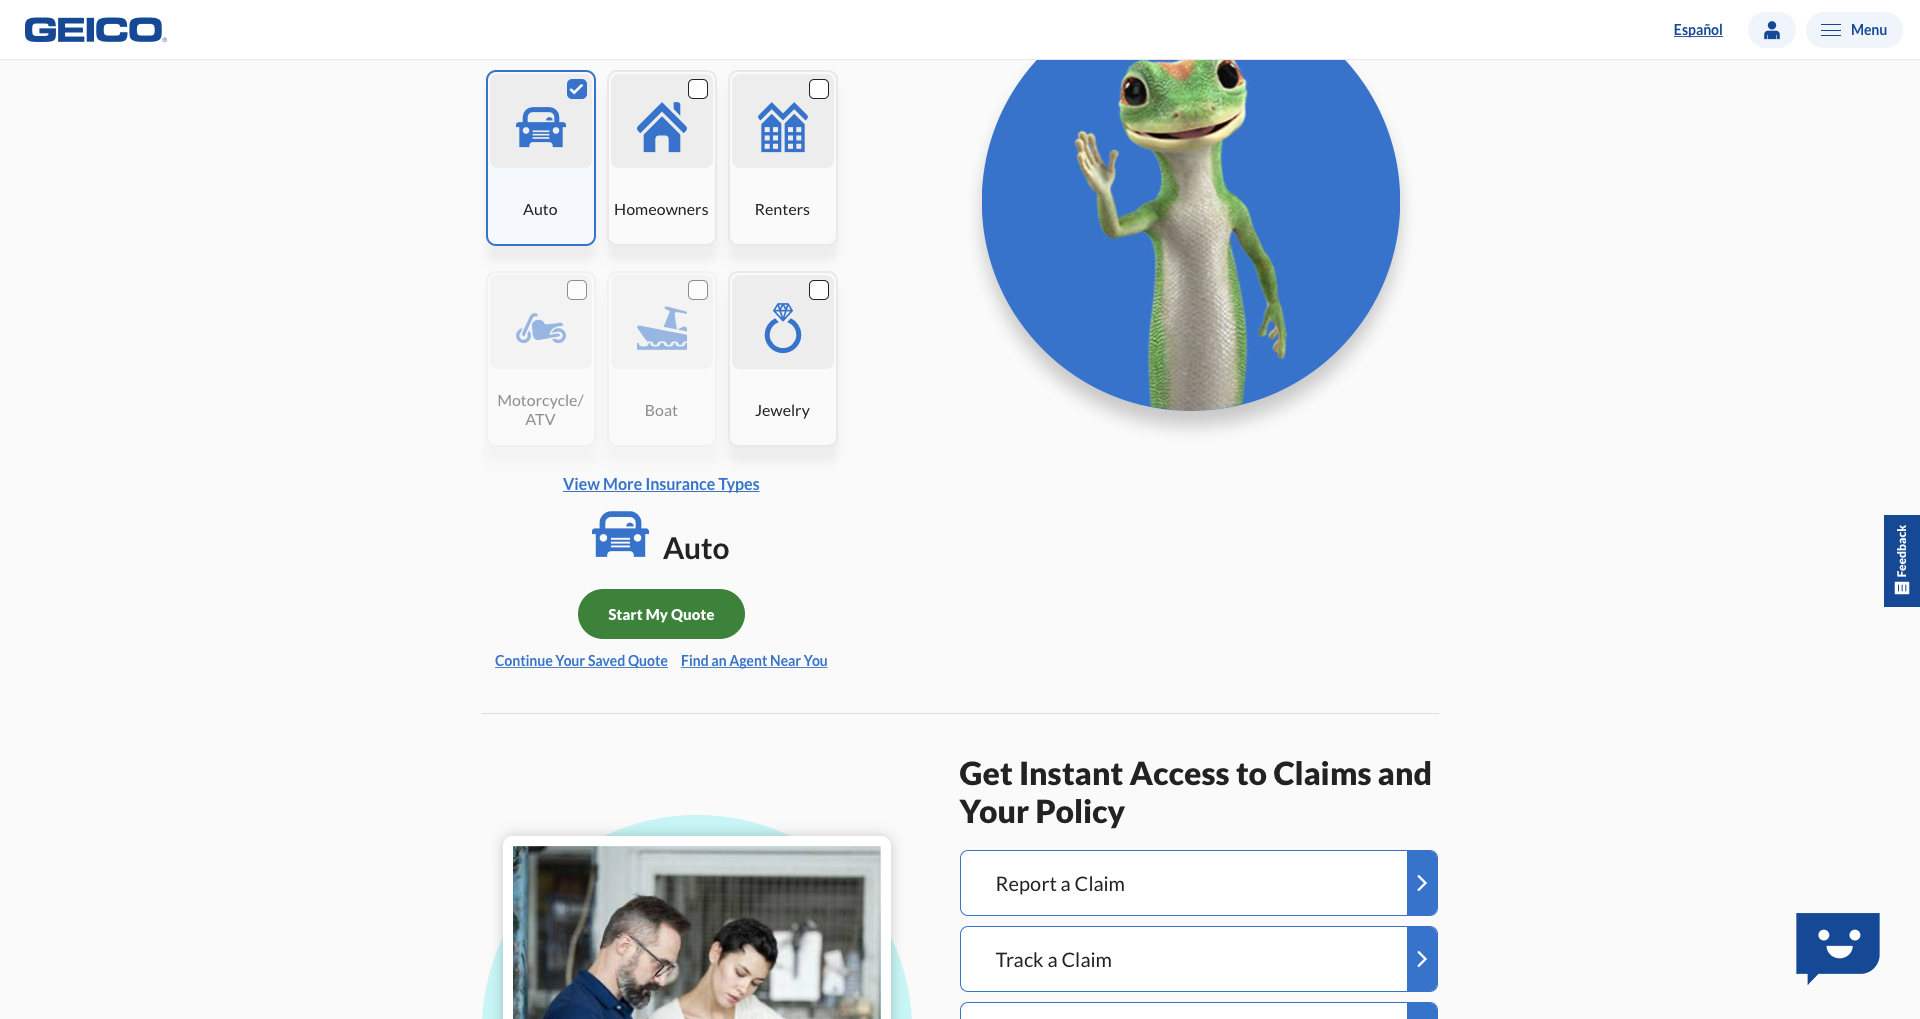 GEICO
Español
Menu
Auto
Homeowners
Renters
Motorcycle/
ATV
Boat
Jewelry
View More Insurance Types
Auto
Start My Quote
Continue Your Saved Quote
Find an Agent Near You
Feedback
Get Instant Access to Claims and
Your Policy
Report a Claim
Track a Claim